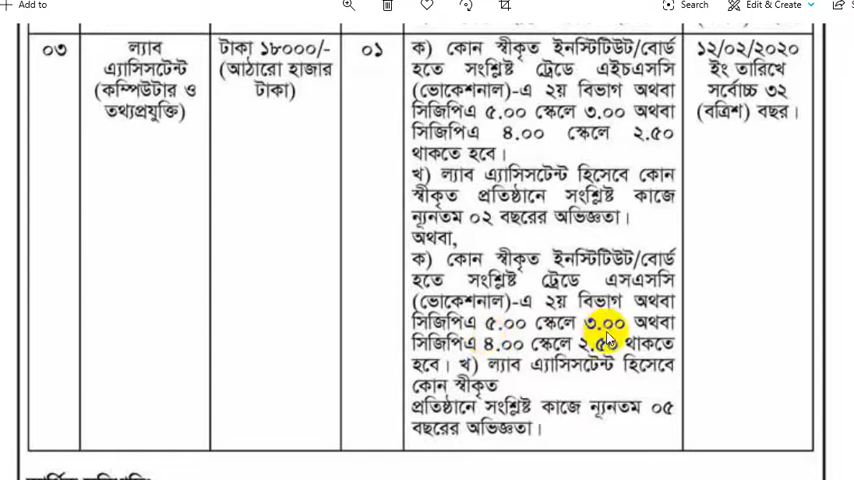 Add to
Search
Edit & Create
Sha
০৩
ল্যাব
এ্যাসিসটেন্ট
(কম্পিউটার ও
তথ্যপ্রযুক্তি)
টাকা ১৮০০০/-
(আঠারো হাজার
টাকা)
০১
ক) কোন স্বীকৃত ইনস্টিটিউট/বোর্ড
হতে সংশ্লিষ্ট ট্রেডে এইচএসসি
(ভোকেশনাল)-এ ২য় বিভাগ অথবা
সিজিপিএ ৫.০০ স্কেলে ৩.০০ অথবা
সিজিপিএ ৪.০০ স্কেলে ২.৫০
থাকতে হবে।
খ) ল্যাব এ্যাসিসটেন্ট হিসেবে কোন
স্বীকৃত প্রতিষ্ঠানে সংশ্লিষ্ট কাজে
ন্যূনতম ০২ বছরের অভিজ্ঞতা।
অথবা,
ক) কোন স্বীকৃত ইনস্টিটিউট/বোর্ড
হতে সংশ্লিষ্ট ট্রেডে এসএসসি
(ভোকেশনাল)-এ ২য় বিভাগ অথবা
সিজিপিএ ৫.০০ স্কেলে ৩.০০ অথবা
সিজিপিএ ৪.০০ স্কেলে ২.৫০ থাকতে
হবে। খ) ল্যাব এ্যাসিসটেন্ট হিসেবে
কোন স্বীকৃত
প্রতিষ্ঠানে সংশ্লিষ্ট কাজে ন্যূনতম ০৫
বছরের অভিজ্ঞতা।
১২/০২/২০২০
ইং তারিখে
সর্বোচ্চ ৩২
(বত্রিশ) বছর।